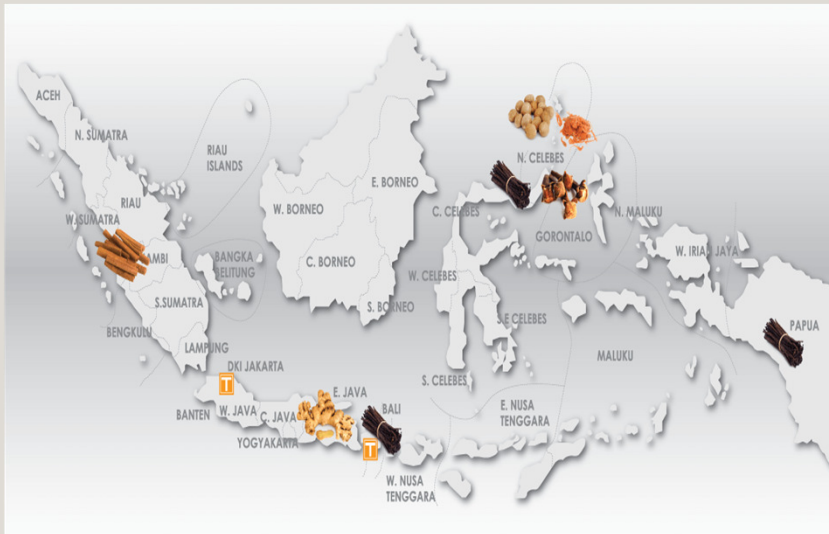 ACEH
N. SUMATRA
RIAU
ISLANDS
RIAU
W. SUMATRA
AMBI
BANGKA
BELITUNG
S.SUMATRA
BENGKULU
LAMPUNG
DKI JAKARTA
T
BANTEN
W. JAVA
C. JAVA
YOGYAKARTA
E. JAVA
BALI
T
W. NUSA
TENGGARA
E. NUSA
TENGGARA
W. BORNEO
E. BORNEO
C. BORNEO
S. BORNEO
N. CELEBES
C. CELEBES
GORONTALO
N. MALUKU
W. CELEBES
S.E CELEBES
S. CELEBES
MALUKU
W. IRIAN JAYA
PAPUA